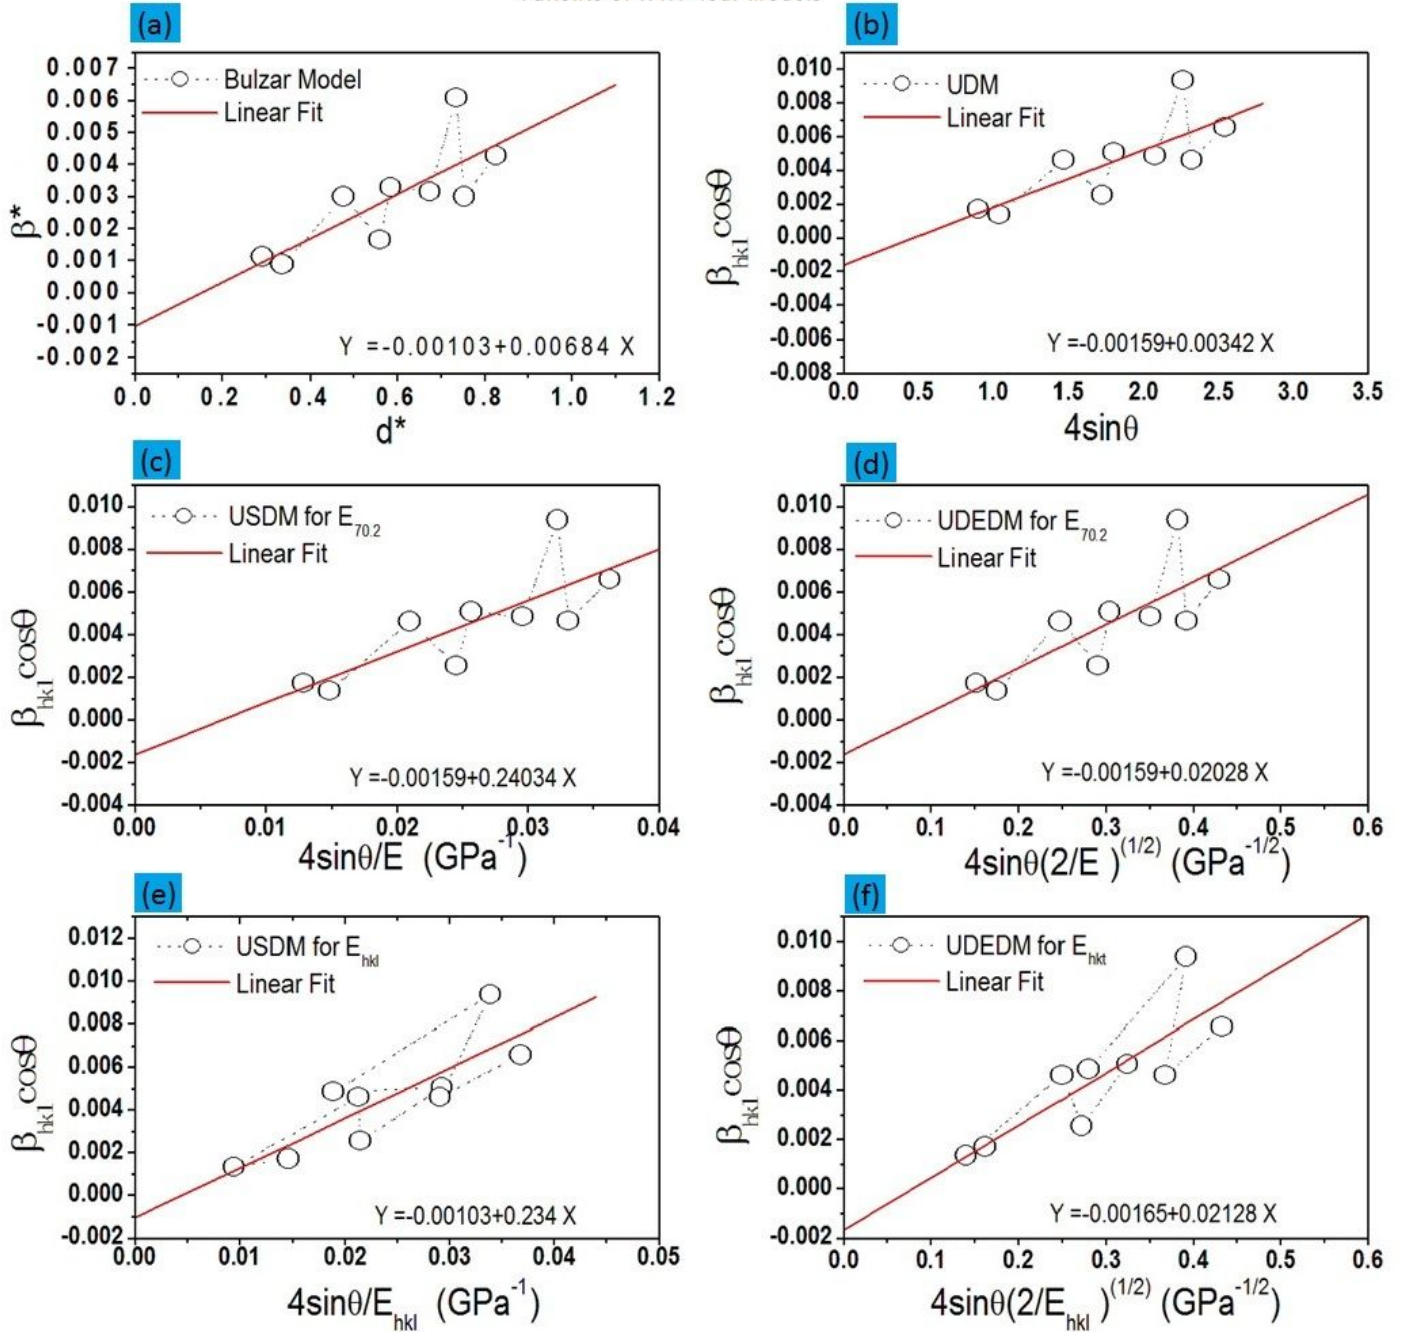 (a)
0.007
0.006
0.005
0.004
0.003
0.002
0.001
0.000
-0.001
-0.002
β*
Bulzar Model
Linear Fit
Y =-0.00103+0.00684 X
0.0 0.2 0.4 0.6 0.8 1.0 1.2
d*
(b)
0.010
0.008
0.006
0.004
0.002
0.000
-0.002
-0.004
-0.006
-0.008
βhkl cosθ
UDM
Linear Fit
Y =-0.00159+0.00342 X
0.0 0.5 1.0 1.5 2.0 2.5 3.0 3.5
4sinθ
(c)
0.010
0.008
0.006
0.004
0.002
0.000
-0.002
-0.004
βhkl cosθ
USDM for E70.2
Linear Fit
Y =-0.00159+0.24034 X
0.00 0.01 0.02 0.03 0.04
4sinθ/E (GPa-1)
(d)
0.010
0.008
0.006
0.004
0.002
0.000
-0.002
-0.004
βhkl cosθ
UDEDM for E70.2
Linear Fit
Y =-0.00159+0.02028 X
0.0 0.1 0.2 0.3 0.4 0.5 0.6
4sinθ(2/E )(1/2) (GPa-1/2)
(e)
0.012
0.010
0.008
0.006
0.004
0.002
0.000
-0.002
βhkl cosθ
USDM for Ehkl
Linear Fit
Y =-0.00103+0.234 X
0.00 0.01 0.02 0.03 0.04 0.05
4sinθ/Ehkl (GPa-1)
(f)
0.010
0.008
0.006
0.004
0.002
0.000
-0.002
βhkl cosθ
UDEDM for Ehkt
Linear Fit
Y =-0.00165+0.02128 X
0.0 0.1 0.2 0.3 0.4 0.5 0.6
4sinθ(2/Ehkl )(1/2) (GPa-1/2)